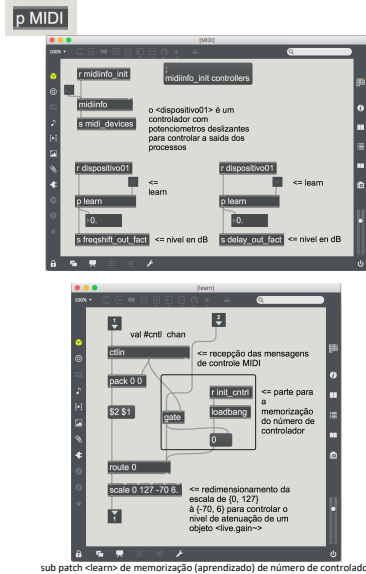 p MIDI
[MIDI]
100%
r midiinfo_init
;
midiinfo_init controllers
midiinfo
s midi_devices
o <dispositivo01> é um
controlador com
potenciometros deslizantes
para controlar a saida dos
processos
r dispositivo01
<=
learn
p learn
0.
s freqshift_out_fact
<= nivel en dB
r dispositivo01
<= learn
p learn
0.
s delay_out_fact
<= nivel en dB
[learn]
100%
1
2
val #cntl chan
ctlin
<= recepção das mensagens
de controle MIDI
pack 0 0
r init_cntrl
<= parte para
a
memorização
do número de
controlador
$2 $1
gate
loadbang
0
route 0
scale 0 127 -70 6.
<= redimensionamento da
escala de {0, 127}
à {-70, 6} para controlar o
nivel de atenuação de um
objeto <live.gain~>
1
sub patch <learn> de memorização (aprendizado) de número de controlado